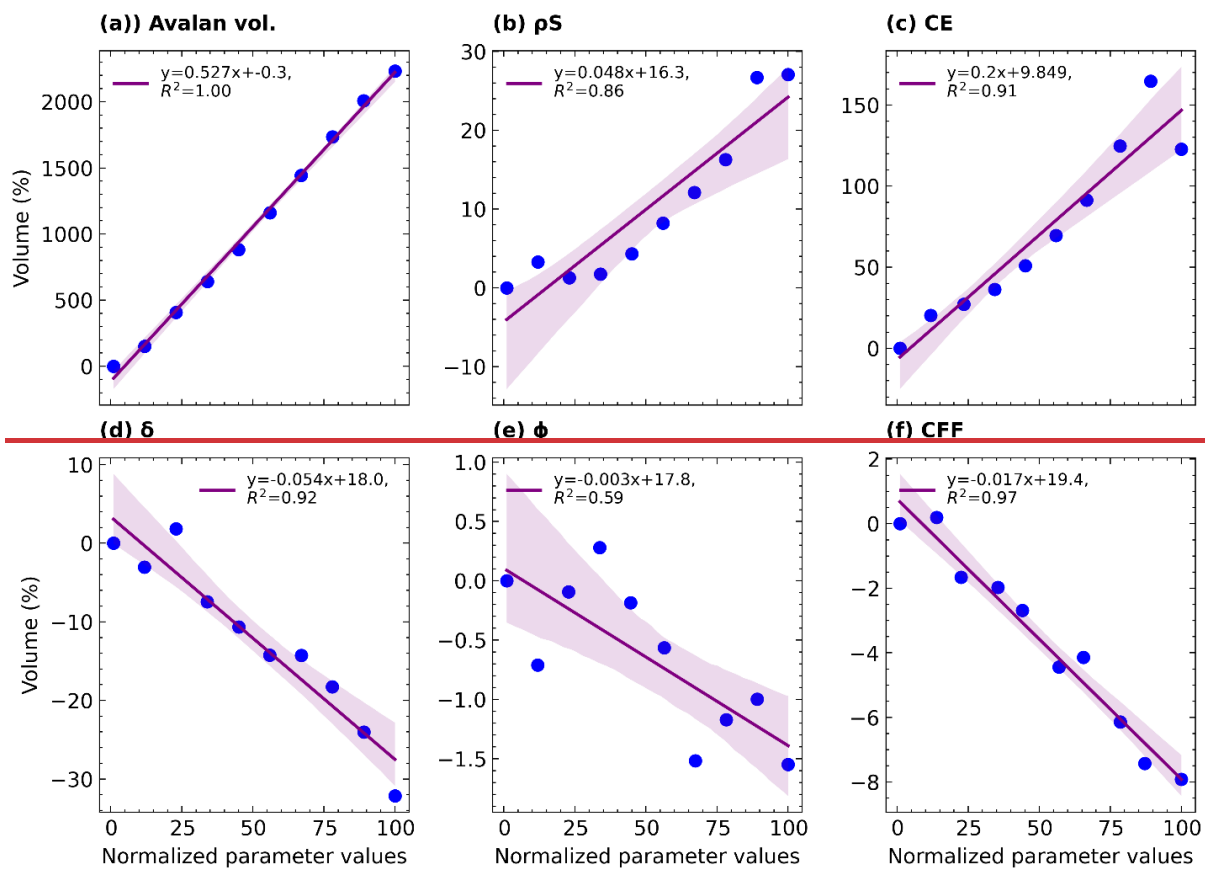 (a)) Avalan vol.
(b) ρS
(c) CE
y=0.527x+-0.3,
R²=1.00
y=0.048x+16.3,
R²=0.86
y=0.2x+9.849,
R²=0.91
Volume (%)
2000
1500
1000
500
0
30
20
10
0
−10
150
100
50
0
(d) δ
(e) ϕ
(f) CFF
y=-0.054x+18.0,
R²=0.92
y=-0.003x+17.8,
R²=0.59
y=-0.017x+19.4,
R²=0.97
Volume (%)
10
0
−10
−20
−30
1.0
0.5
0.0
−0.5
−1.0
−1.5
2
0
−2
−4
−6
−8
0 25 50 75 100
0 25 50 75 100
0 25 50 75 100
Normalized parameter values
Normalized parameter values
Normalized parameter values